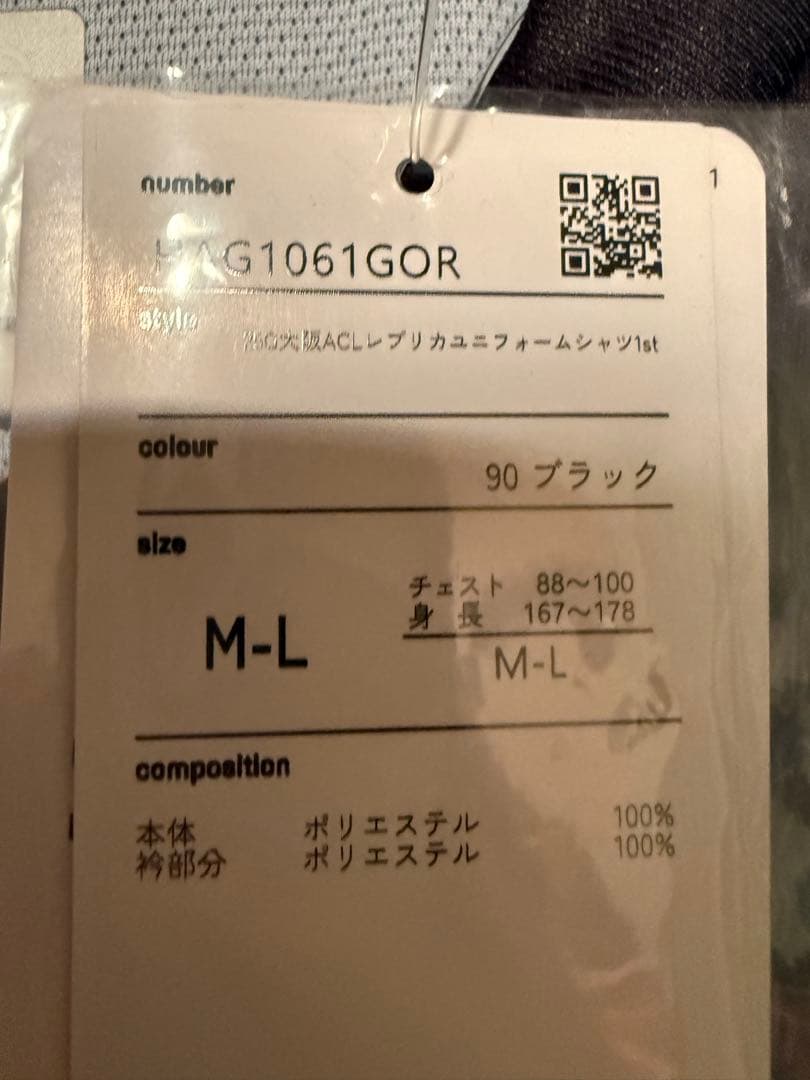 number
1
HAG1061GOR
style
25G大阪ACLレプリカユニフォームシャツ1st
colour
90 ブラック
size
チェスト 88～100
身長 167～178
M-L
M-L
composition
本体 ポリエステル 100%
衿部分 ポリエステル 100%